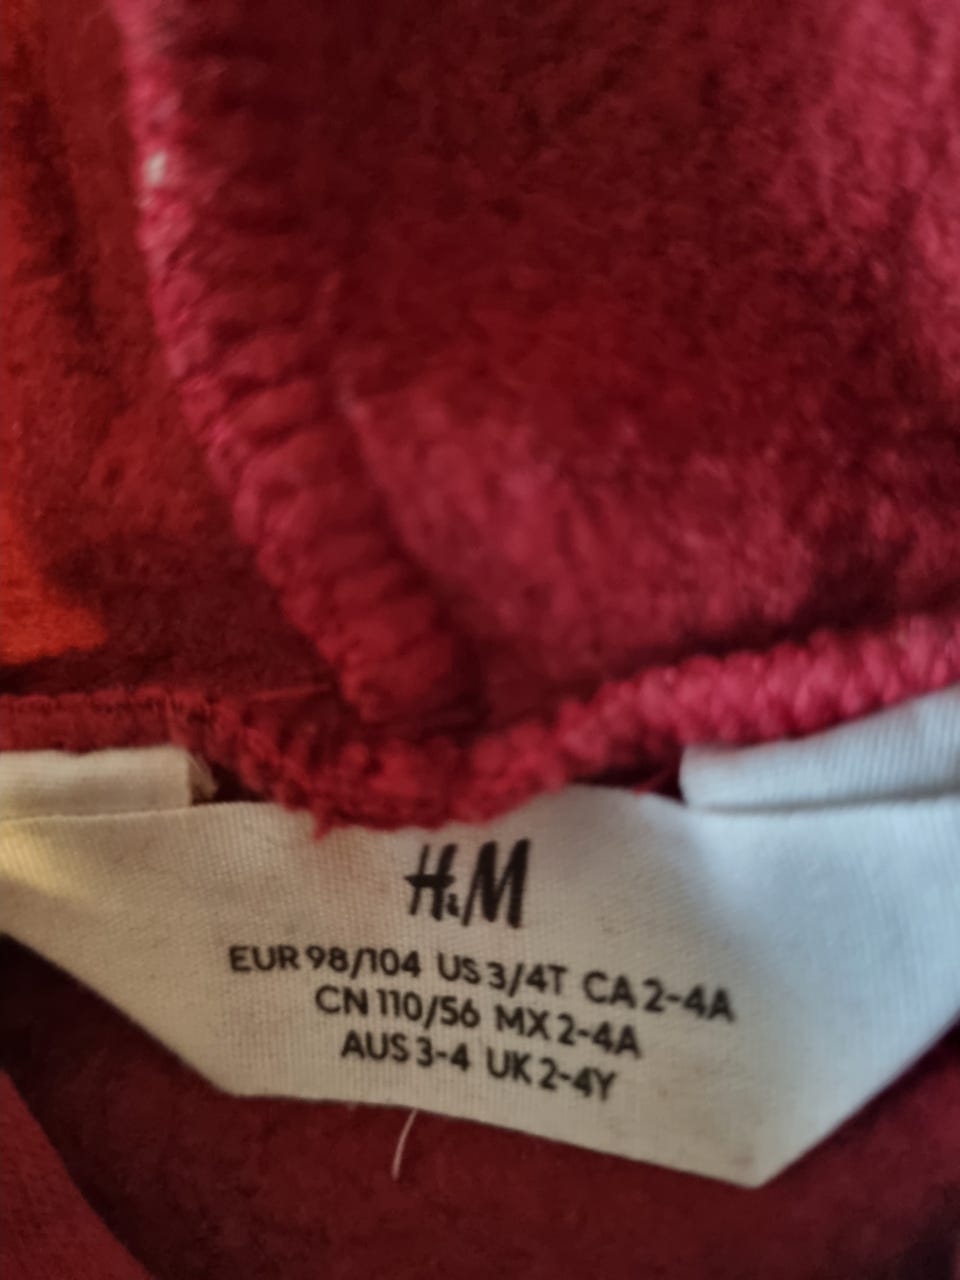 H&M
EUR 98/104 US 3/4T CA 2-4A
CN 110/56 MX 2-4A
AUS 3-4 UK 2-4Y